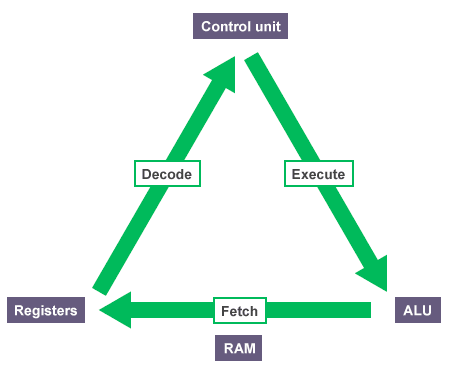 Control unit
Decode
Execute
Registers
Fetch
ALU
RAM